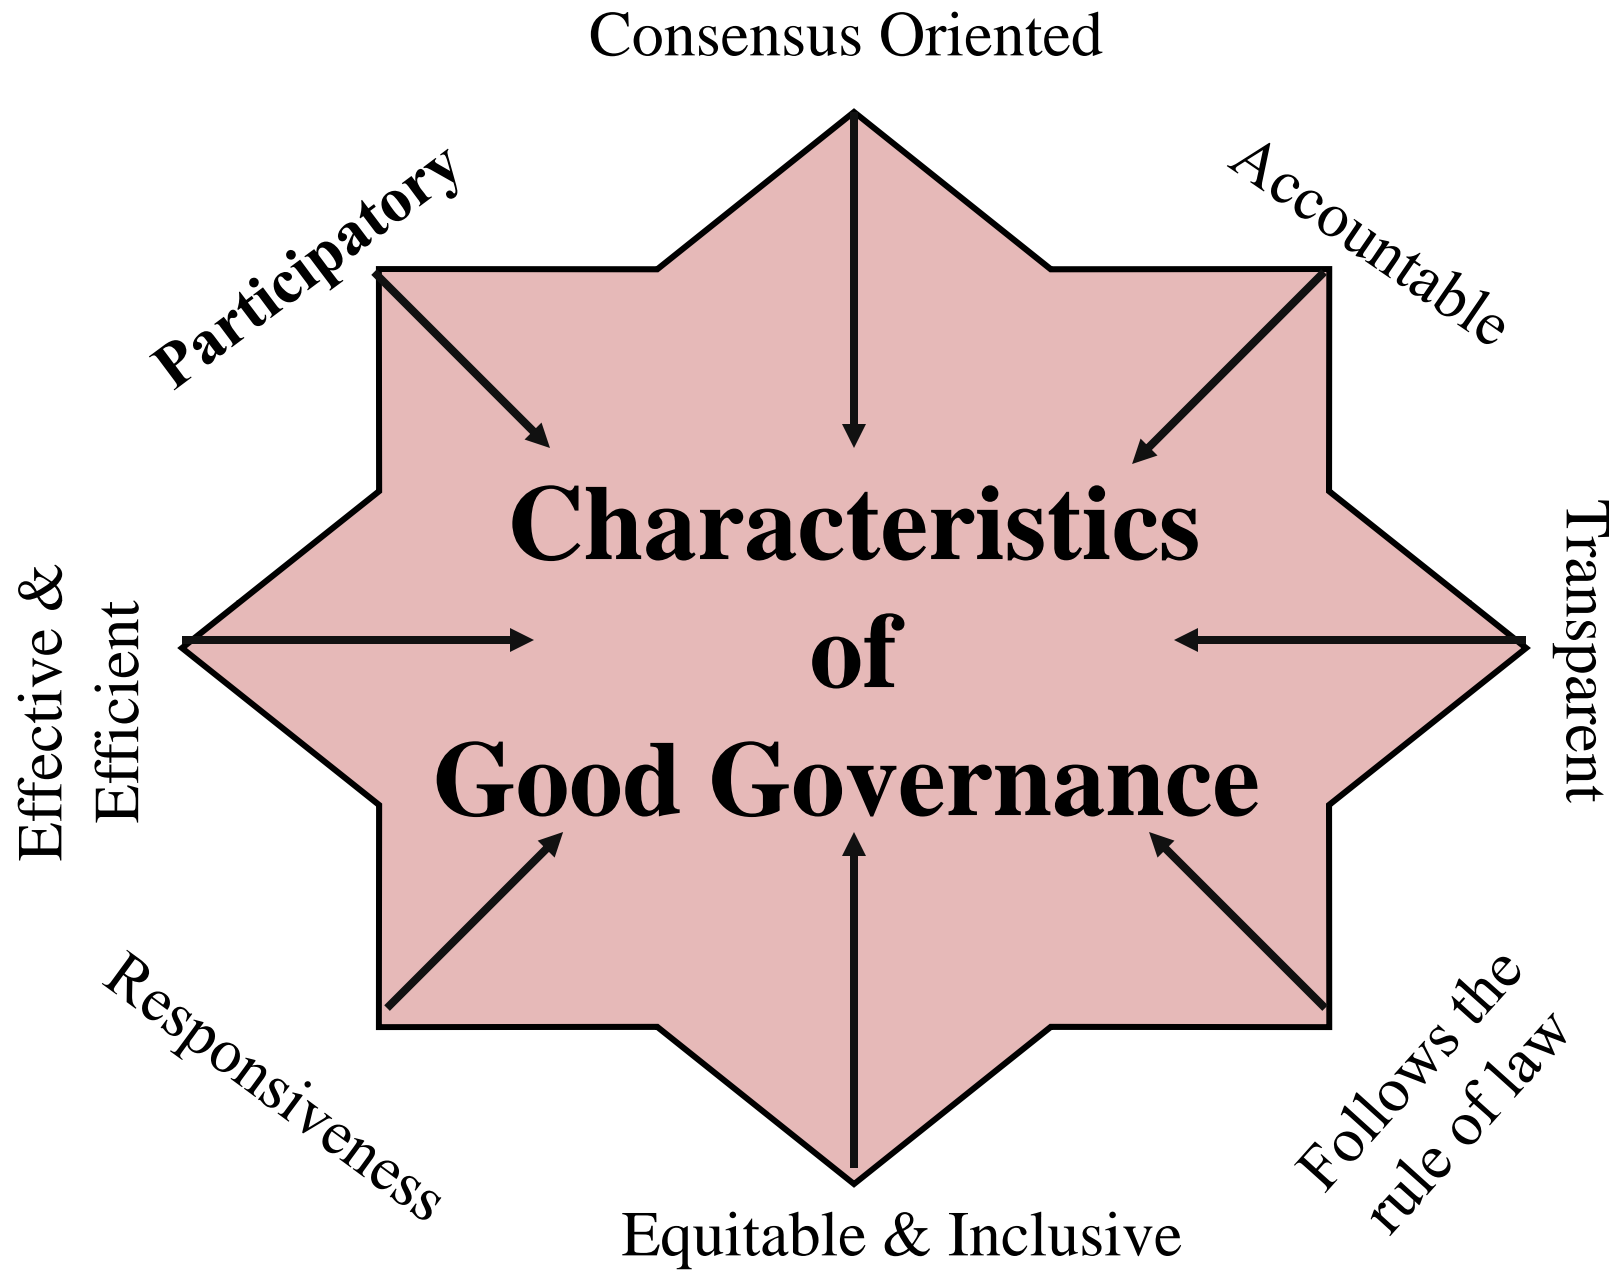 Consensus Oriented
Participatory
Accountable
Characteristics
of
Good Governance
Effective &
Efficient
Transparent
Responsiveness
Follows the
rule of law
Equitable & Inclusive